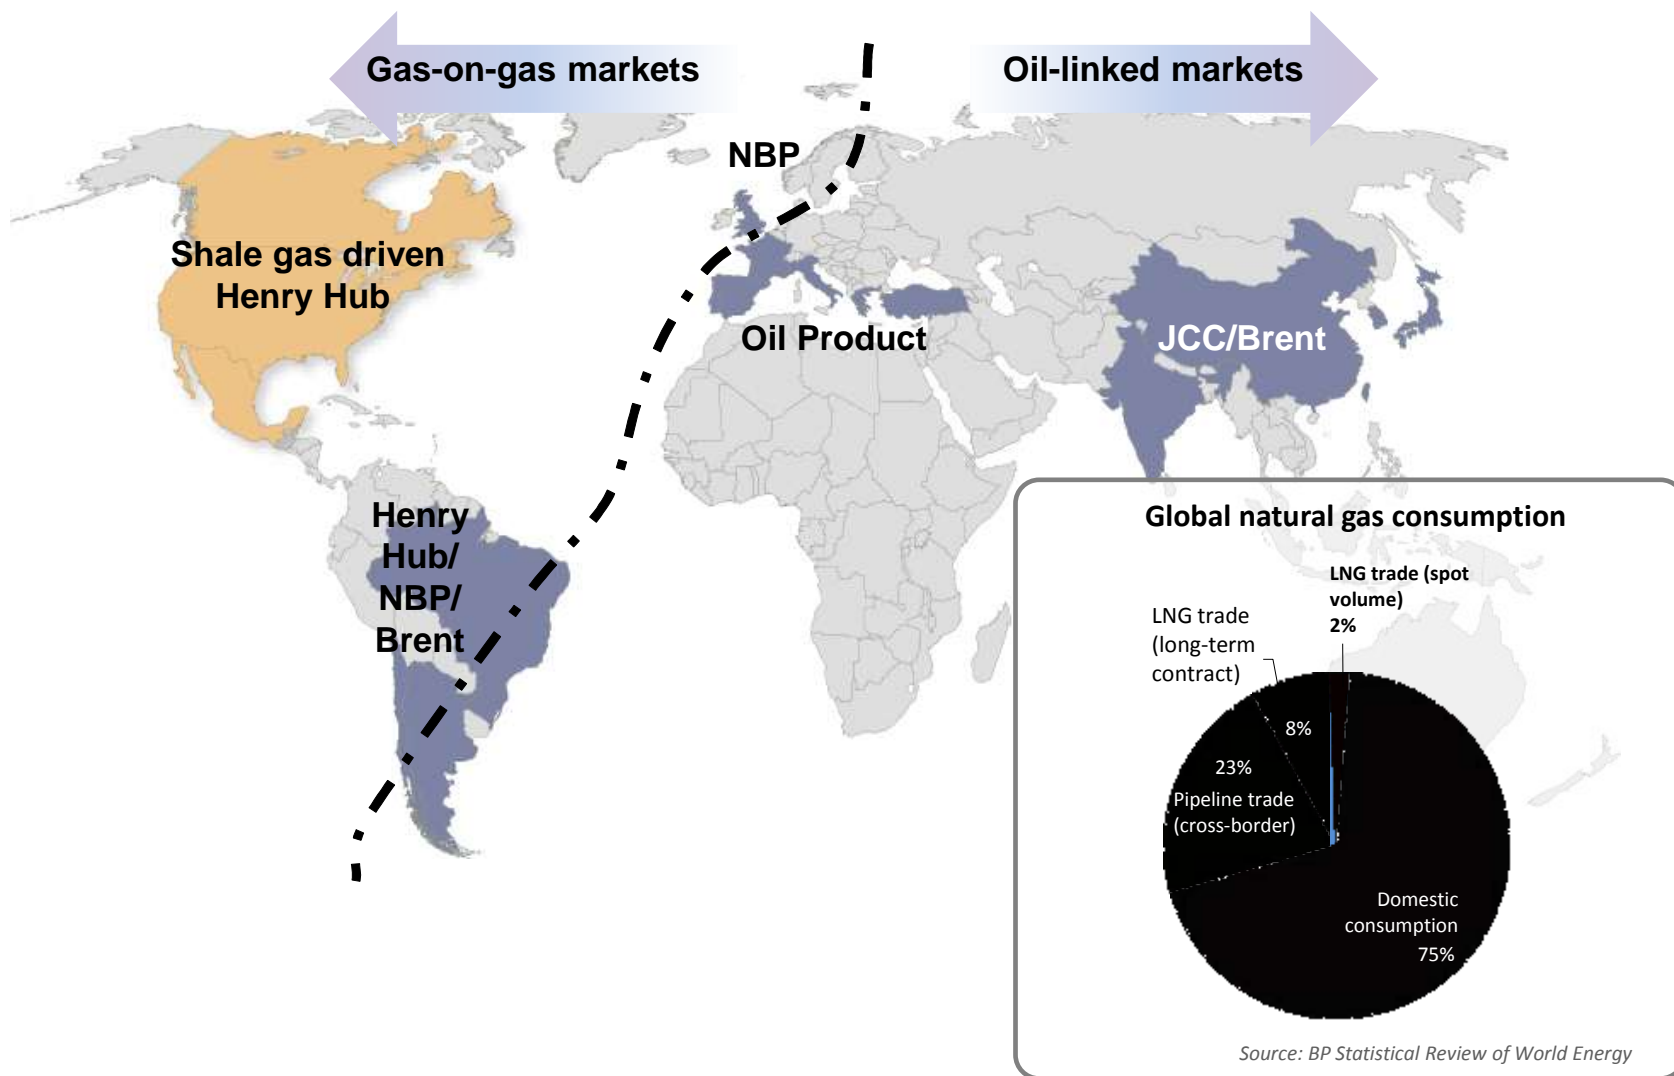 Gas-on-gas markets
Oil-linked markets
NBP
Shale gas driven
Henry Hub
Oil Product
JCC/Brent
Henry
Hub/
NBP/
Brent
Global natural gas consumption
LNG trade (spot
volume)
2%
LNG trade
(long-term
contract)
8%
23%
Pipeline trade
(cross-border)
Domestic
consumption
75%
Source: BP Statistical Review of World Energy